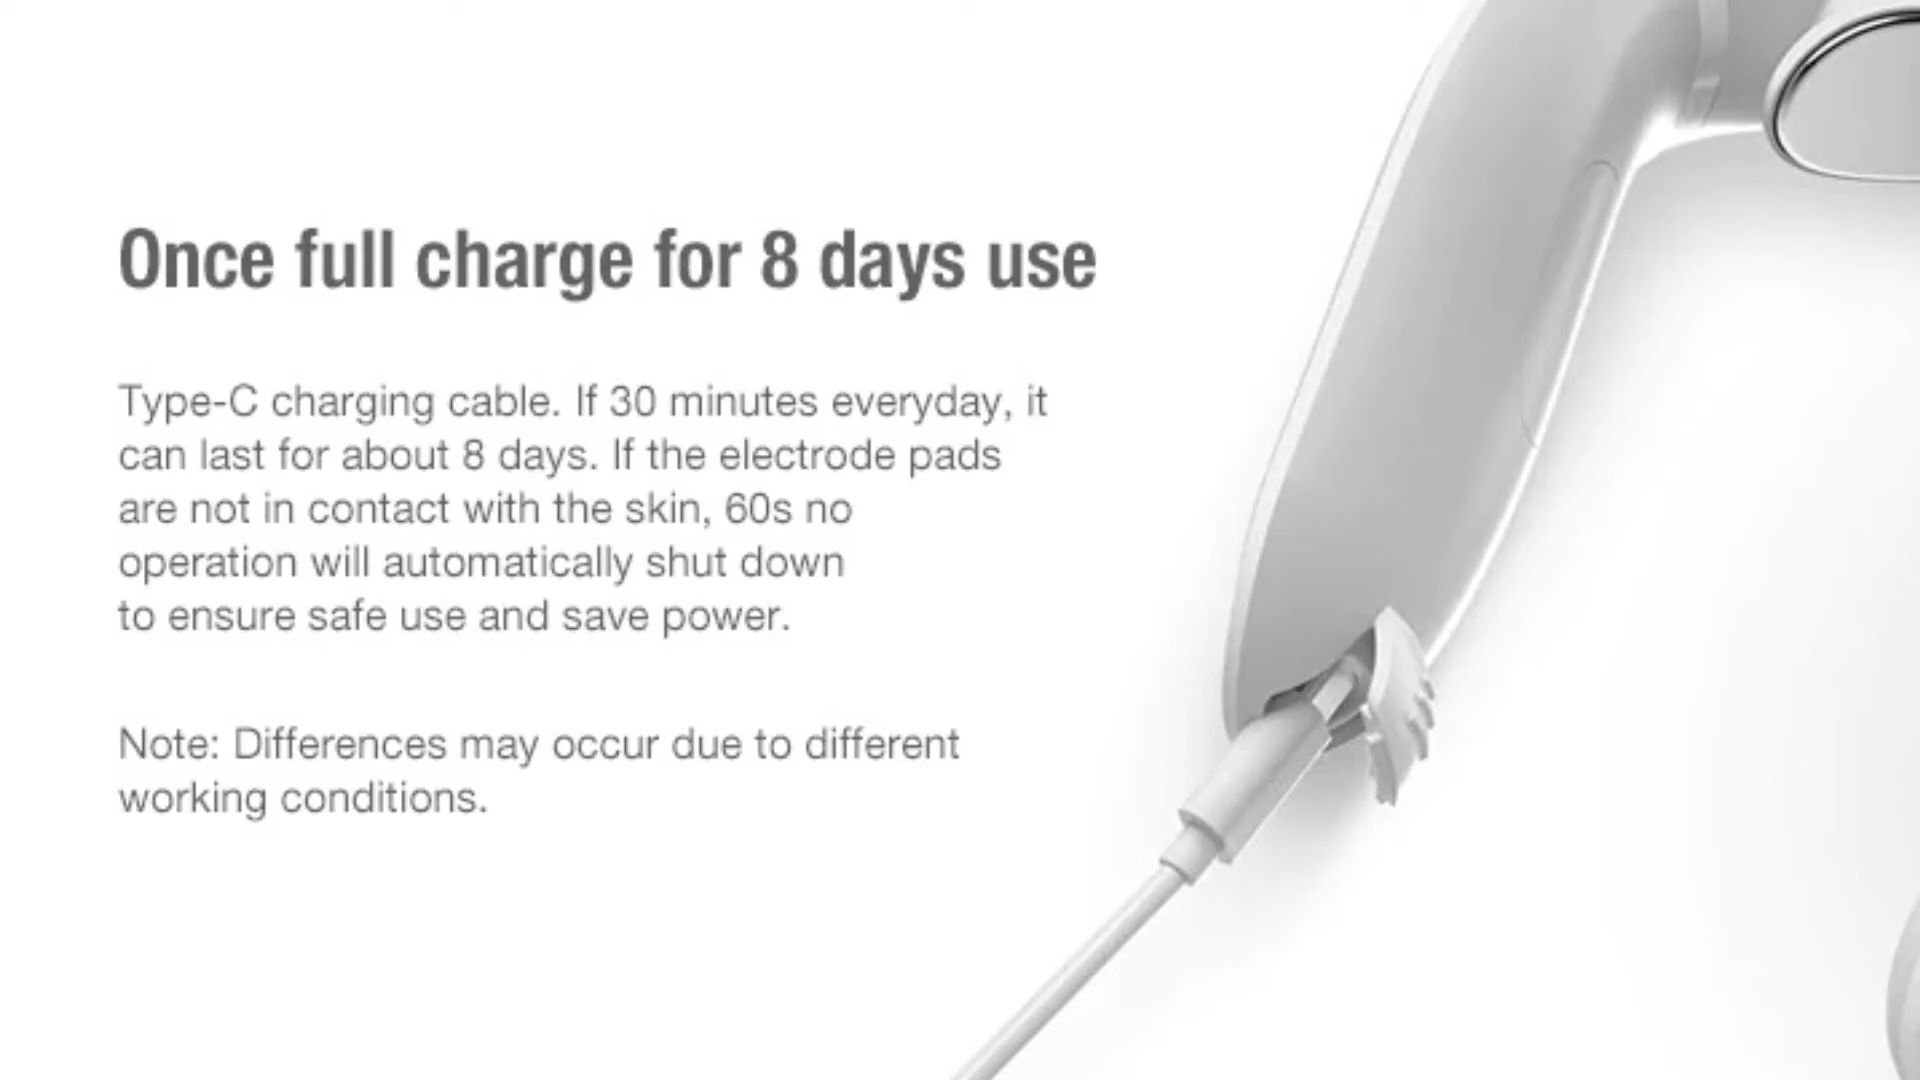 Once full charge for 8 days use
Type-C charging cable. If 30 minutes everyday, it
can last for about 8 days. If the electrode pads
are not in contact with the skin, 60s no
operation will automatically shut down
to ensure safe use and save power.
Note: Differences may occur due to different
working conditions.